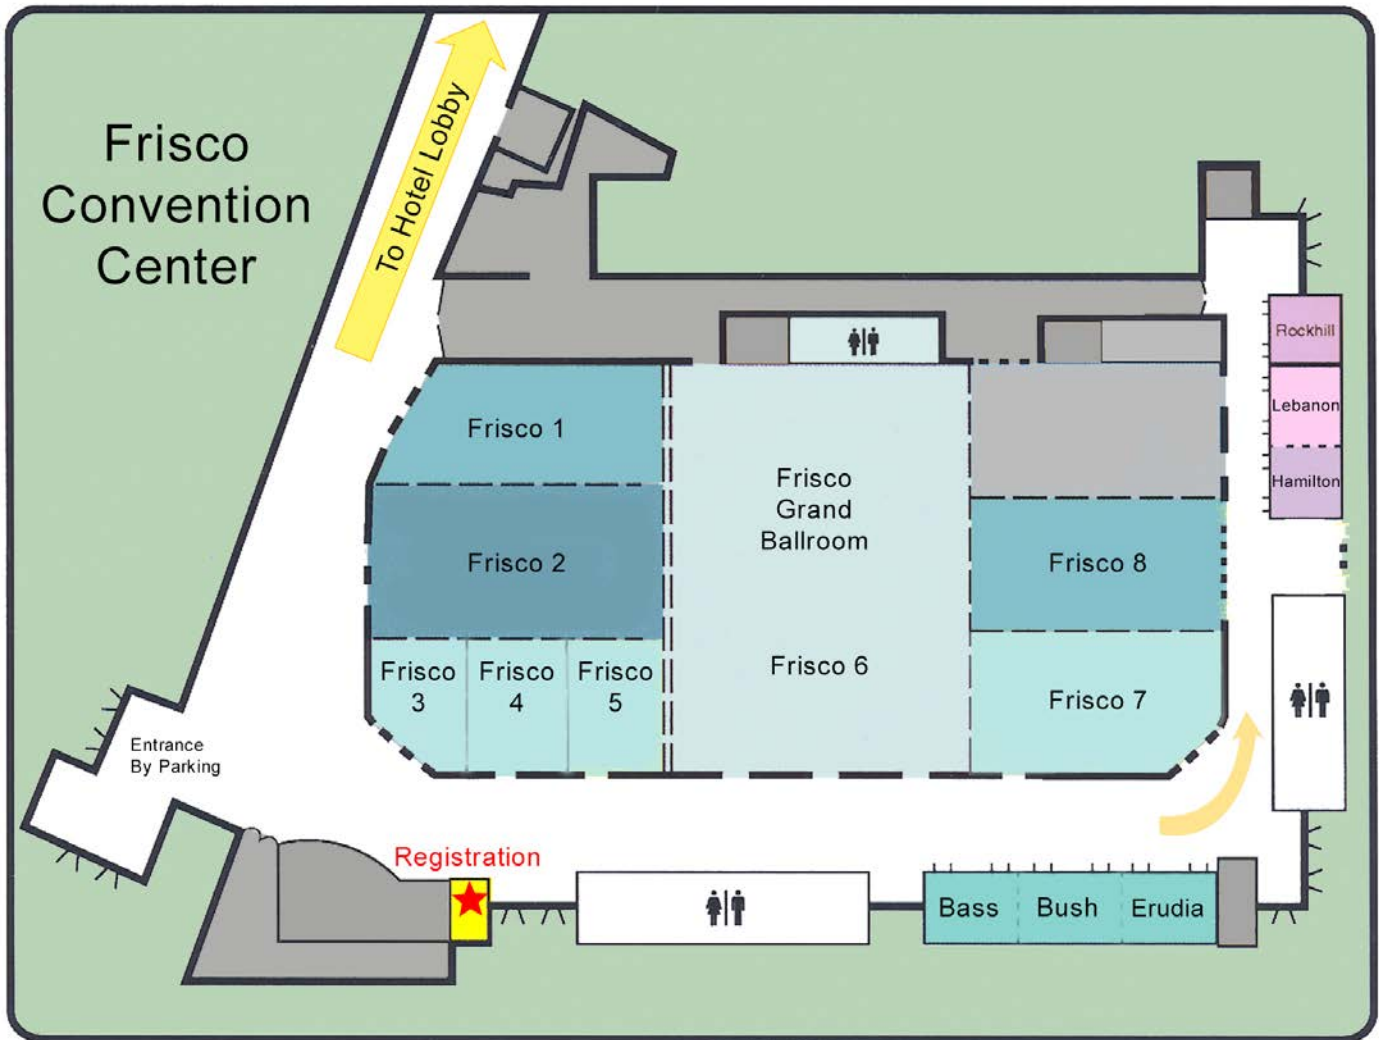 Frisco
Convention
Center
To Hotel Lobby
Rockhill
Lebanon
Hamilton
Frisco 1
Frisco
Grand
Ballroom
Frisco 2
Frisco 8
Frisco
3
Frisco
4
Frisco
5
Frisco 6
Frisco 7
Entrance
By Parking
Registration
Bass
Bush
Erudia